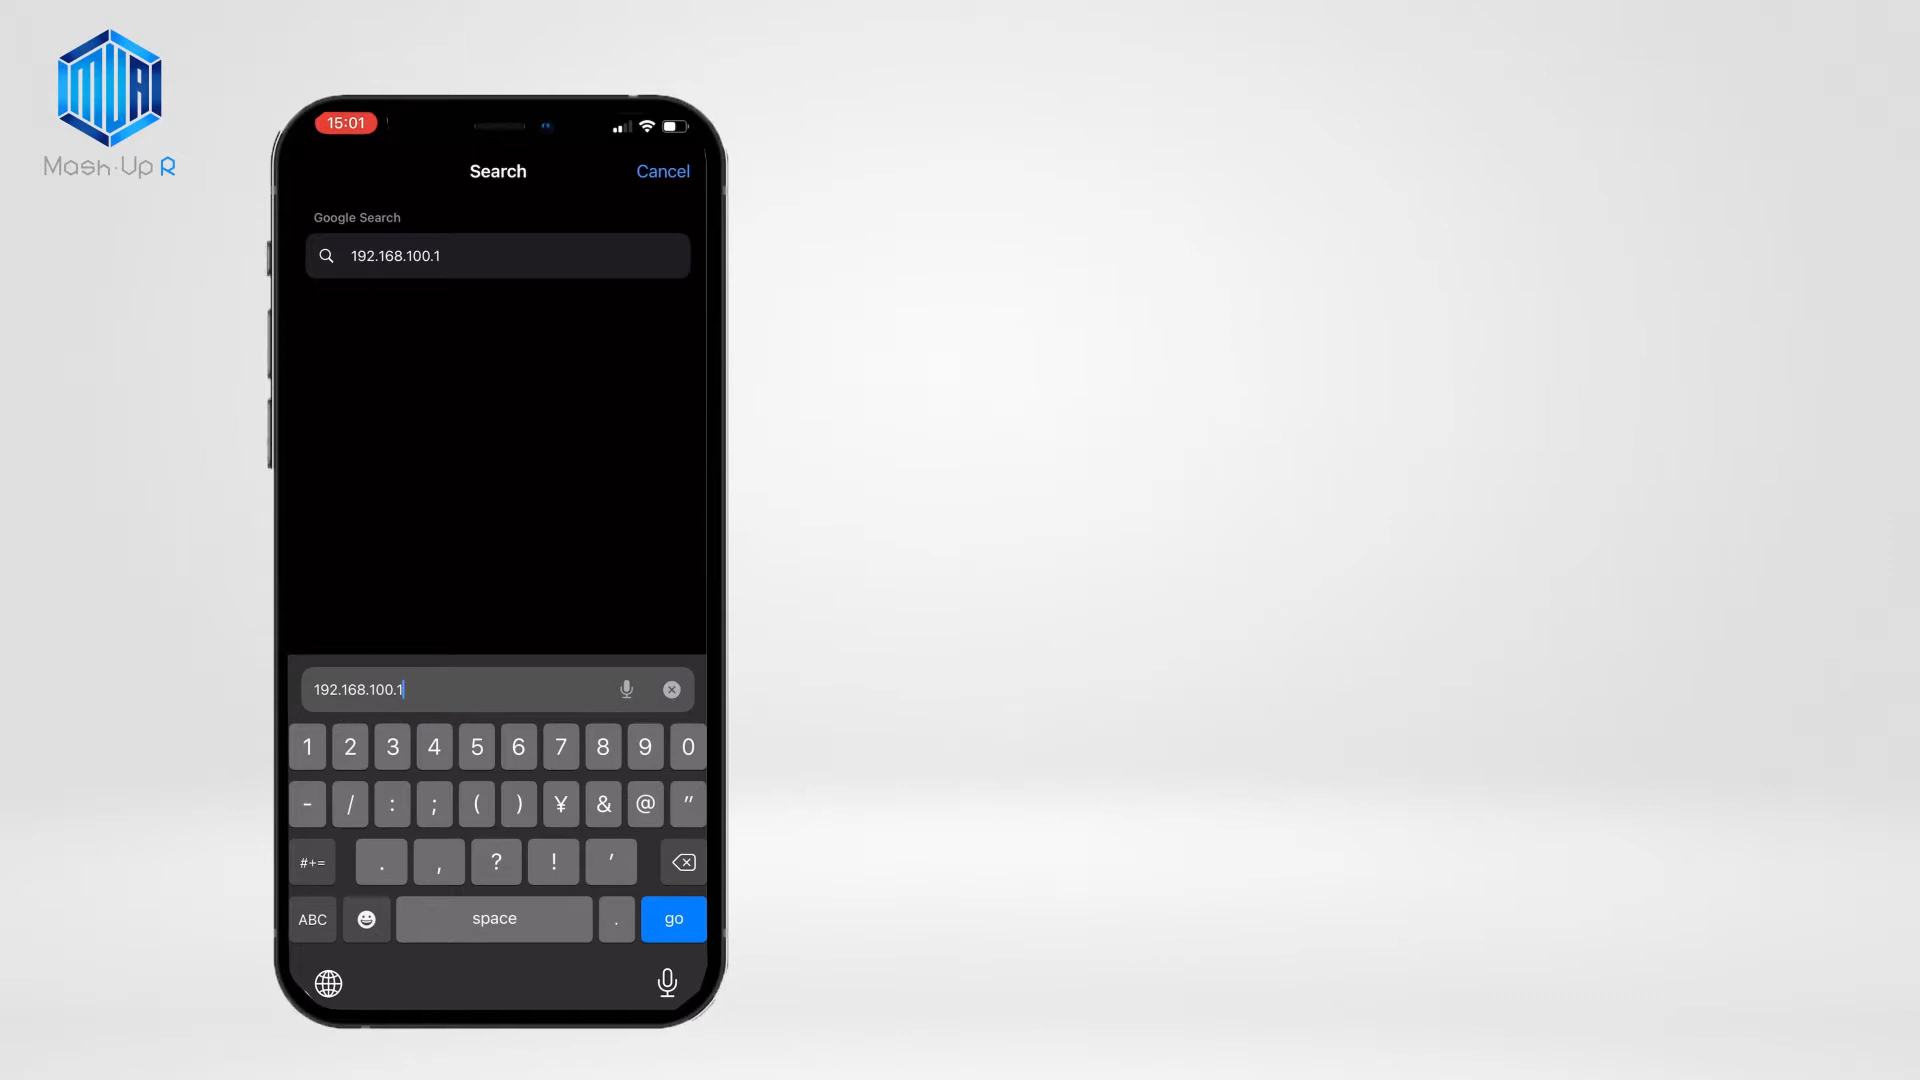 MUR
Mash·Up R
15:01
Search
Cancel
Google Search
192.168.100.1
192.168.100.1
1 2 3 4 5 6 7 8 9 0
- / : ; ( ) ¥ & @ "
#+= . , ? ! '
ABC space . go